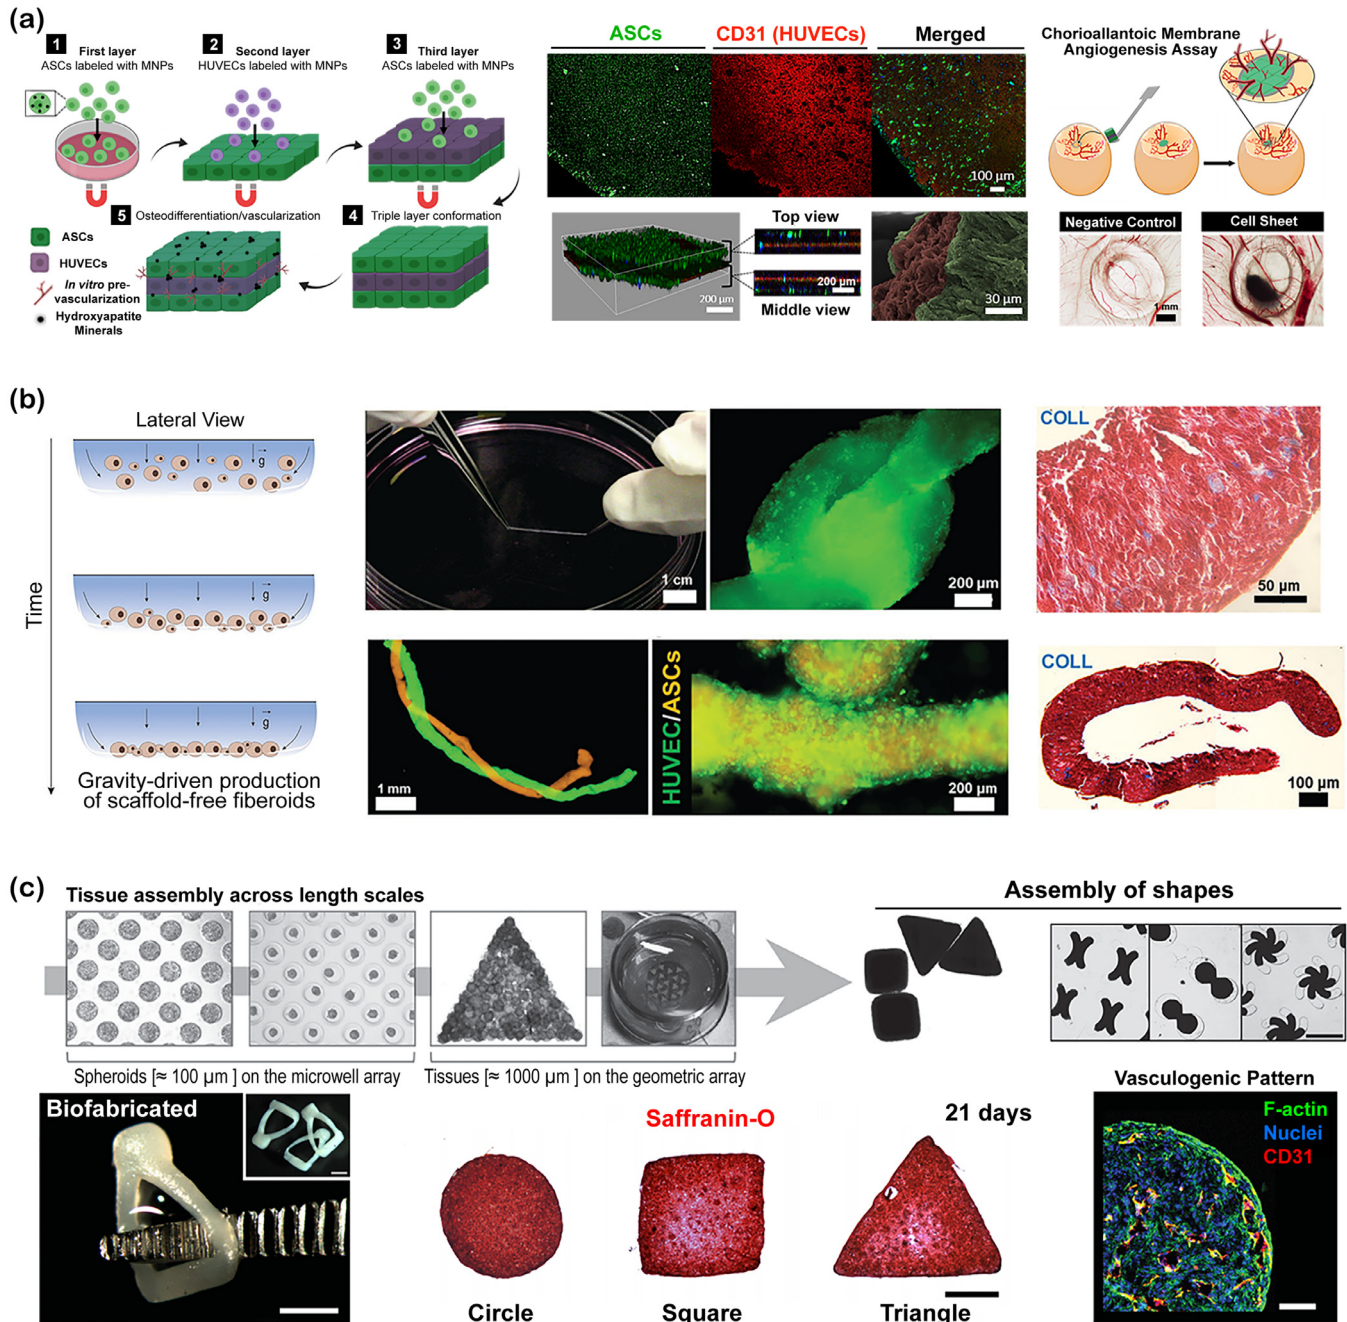 (a)
1
First layer
ASCs labeled with MNPs
2
Second layer
HUVECs labeled with MNPs
3
Third layer
ASCs labeled with MNPs
5
Osteodifferentiation/vascularization
4
Triple layer conformation
ASCs
HUVECs
In vitro pre-
vascularization
Hydroxyapatite
Minerals
ASCs
CD31 (HUVECs)
Merged
100 µm
Top view
200 µm
200 µm
Middle view
30 µm
Chorioallantoic Membrane
Angiogenesis Assay
Negative Control
Cell Sheet
1 mm
(b)
Lateral View
Time
g
g
g
Gravity-driven production
of scaffold-free fiberoids
1 cm
200 µm
COLL
50 µm
1 mm
HUVEC/ASCs
200 µm
COLL
100 µm
(c)
Tissue assembly across length scales
Spheroids [≈ 100 µm ] on the microwell array
Tissues [≈ 1000 µm ] on the geometric array
Assembly of shapes
Biofabricated
Saffranin-O
21 days
Circle
Square
Triangle
Vasculogenic Pattern
F-actin
Nuclei
CD31